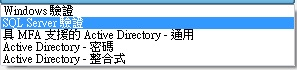 Windows 驗證
SQL Server 驗證
具 MFA 支援的 Active Directory - 通用
Active Directory - 密碼
Active Directory - 整合式